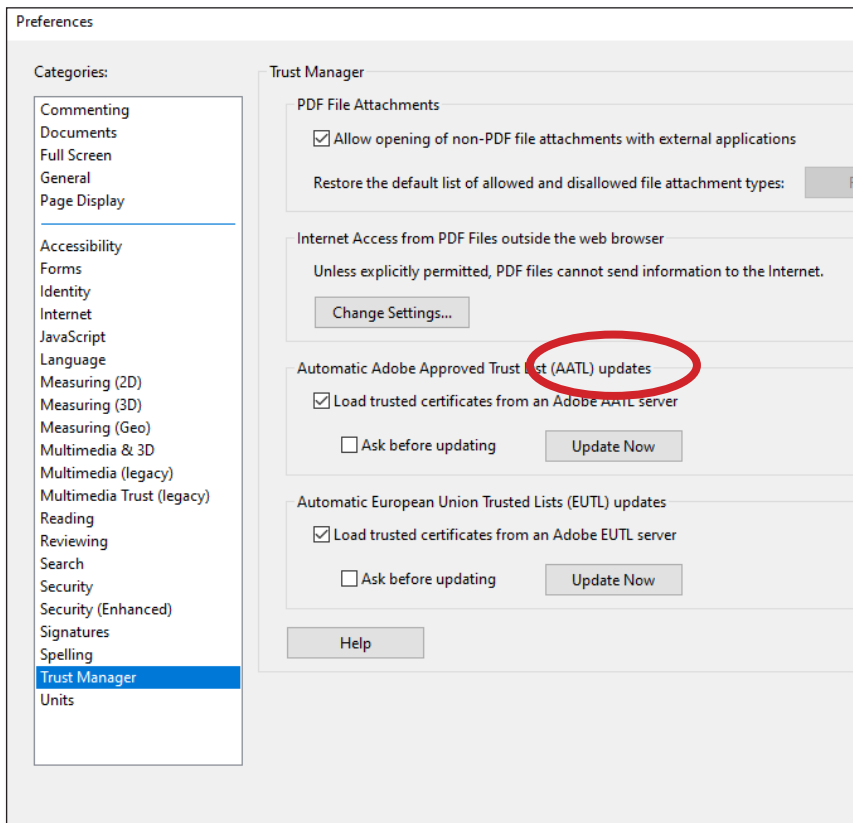 Preferences
Categories:
Commenting
Documents
Full Screen
General
Page Display
Accessibility
Forms
Identity
Internet
JavaScript
Language
Measuring (2D)
Measuring (3D)
Measuring (Geo)
Multimedia & 3D
Multimedia (legacy)
Multimedia Trust (legacy)
Reading
Reviewing
Search
Security
Security (Enhanced)
Signatures
Spelling
Trust Manager
Units
Trust Manager
PDF File Attachments
Allow opening of non-PDF file attachments with external applications
Restore the default list of allowed and disallowed file attachment types:
Internet Access from PDF Files outside the web browser
Unless explicitly permitted, PDF files cannot send information to the Internet.
Change Settings...
Automatic Adobe Approved Trust List (AATL) updates
Load trusted certificates from an Adobe AATL server
Ask before updating Update Now
Automatic European Union Trusted Lists (EUTL) updates
Load trusted certificates from an Adobe EUTL server
Ask before updating Update Now
Help